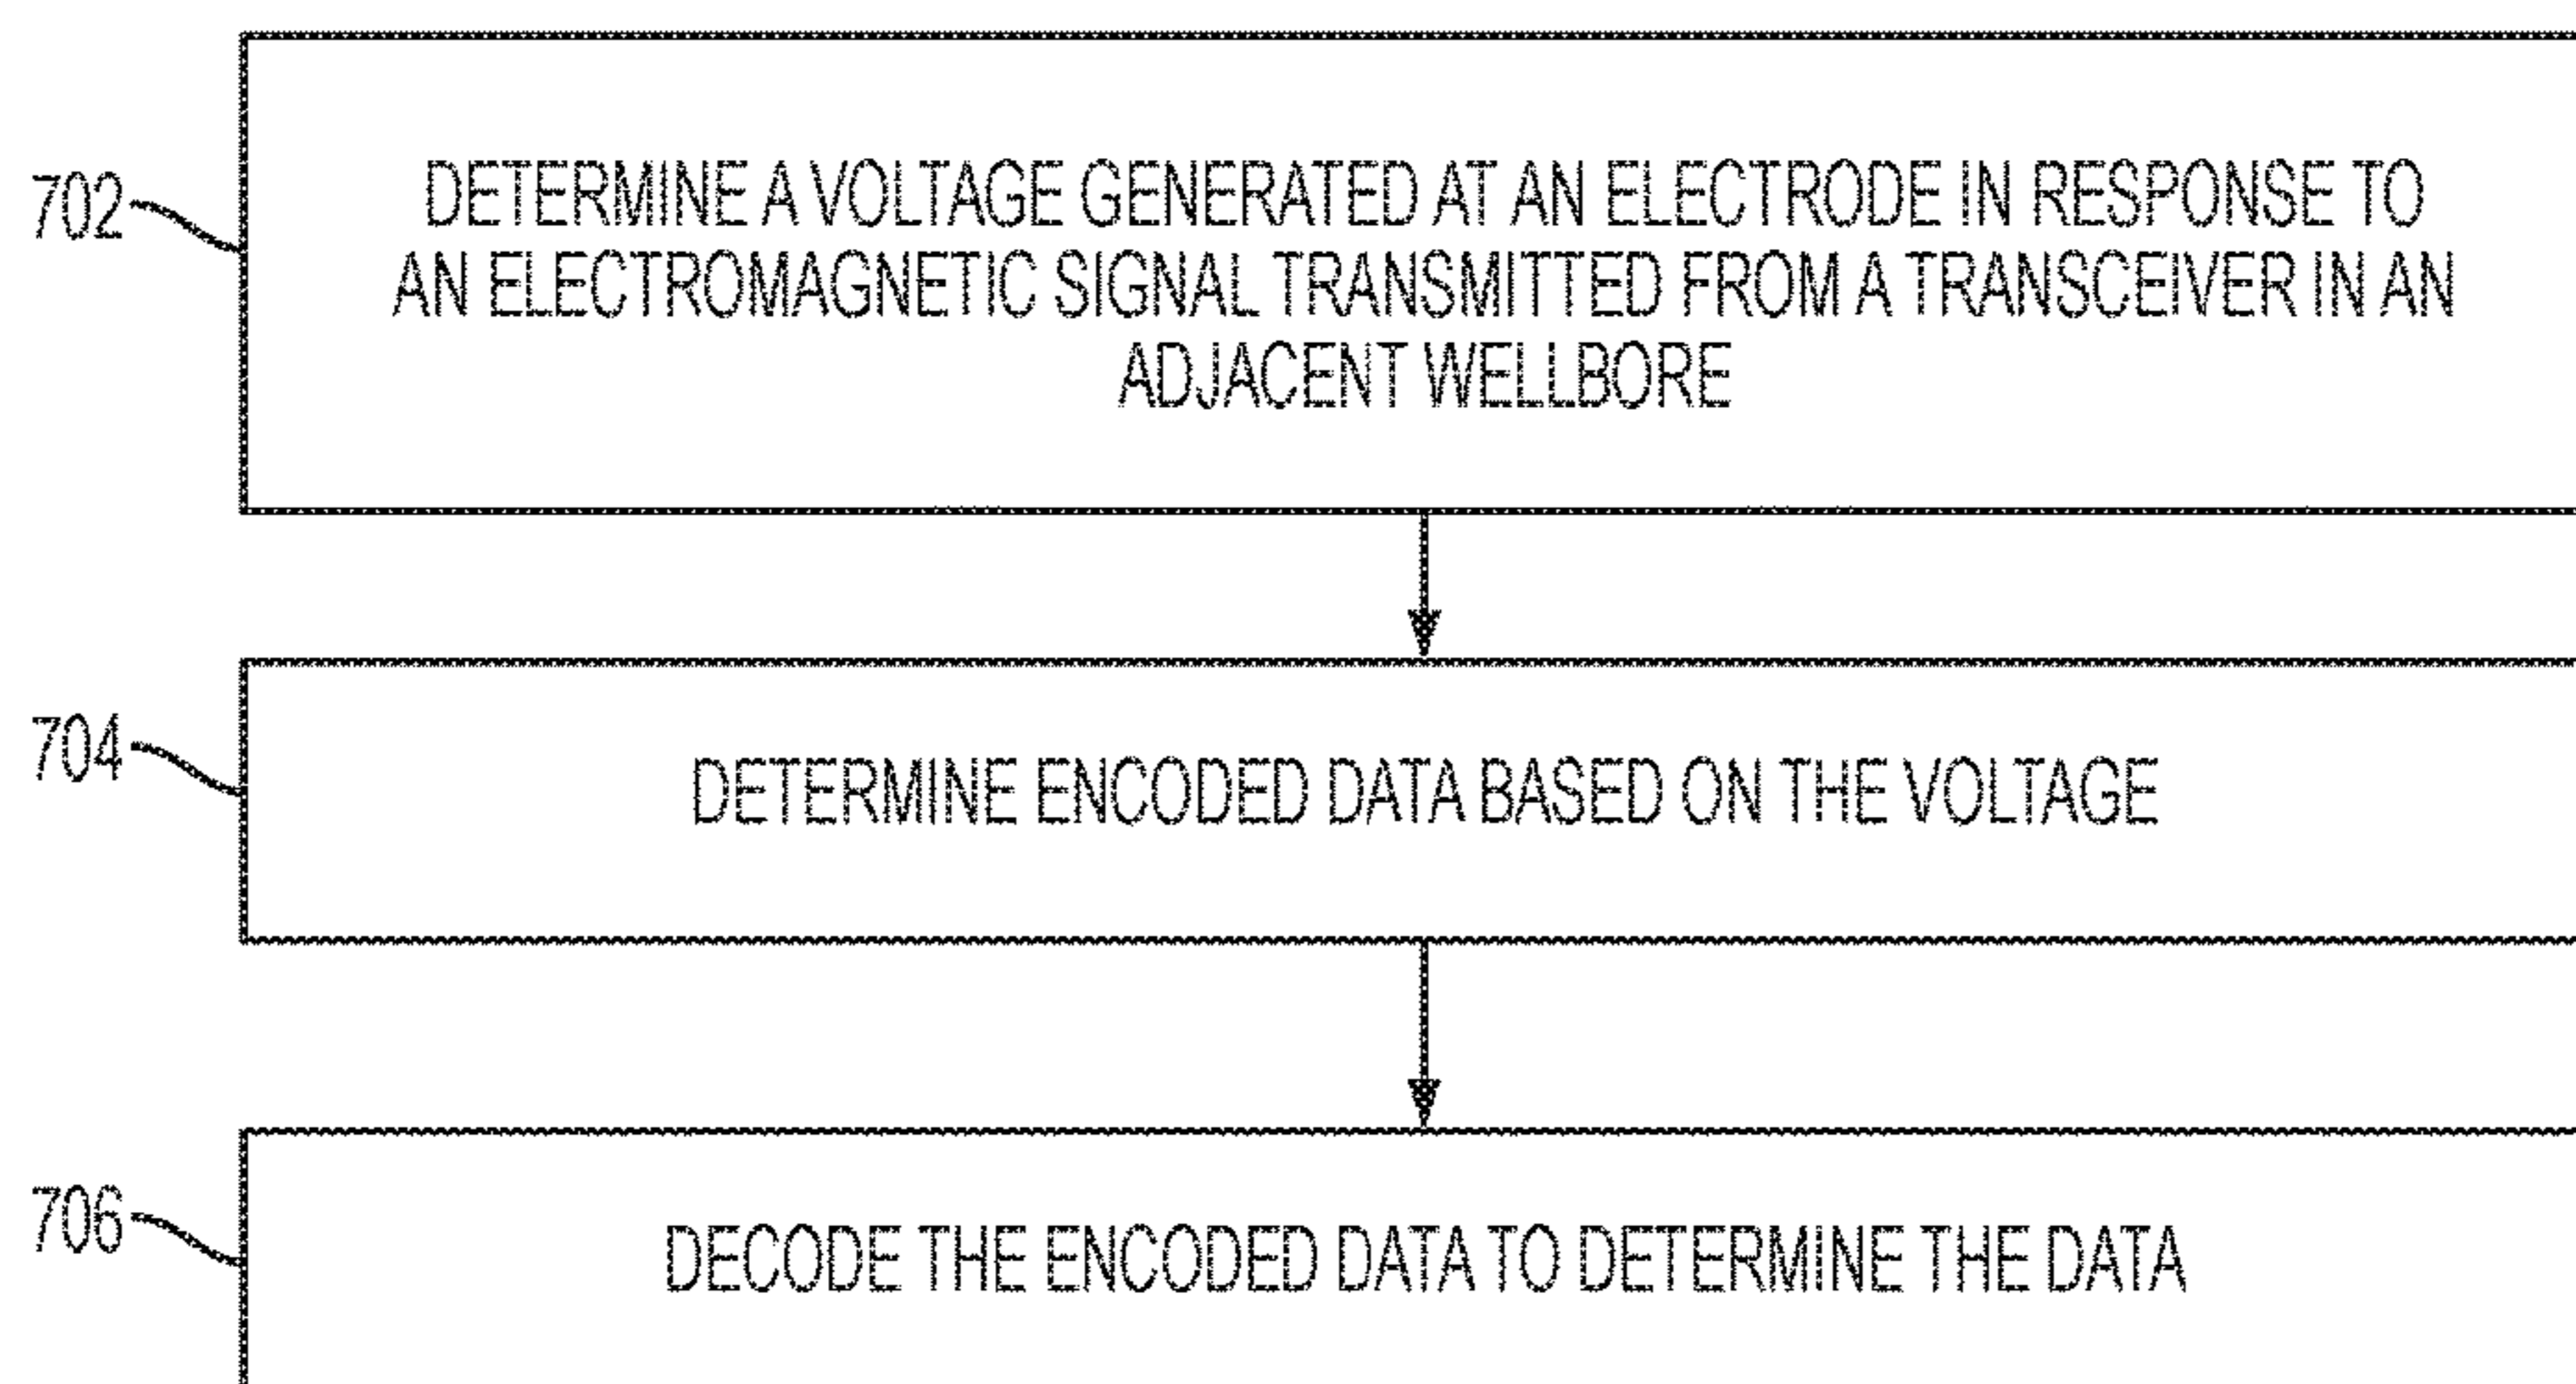 702
DETERMINE A VOLTAGE GENERATED AT AN ELECTRODE IN RESPONSE TO
AN ELECTROMAGNETIC SIGNAL TRANSMITTED FROM A TRANSCEIVER IN AN
ADJACENT WELLBORE
704
DETERMINE ENCODED DATA BASED ON THE VOLTAGE
706
DECODE THE ENCODED DATA TO DETERMINE THE DATA